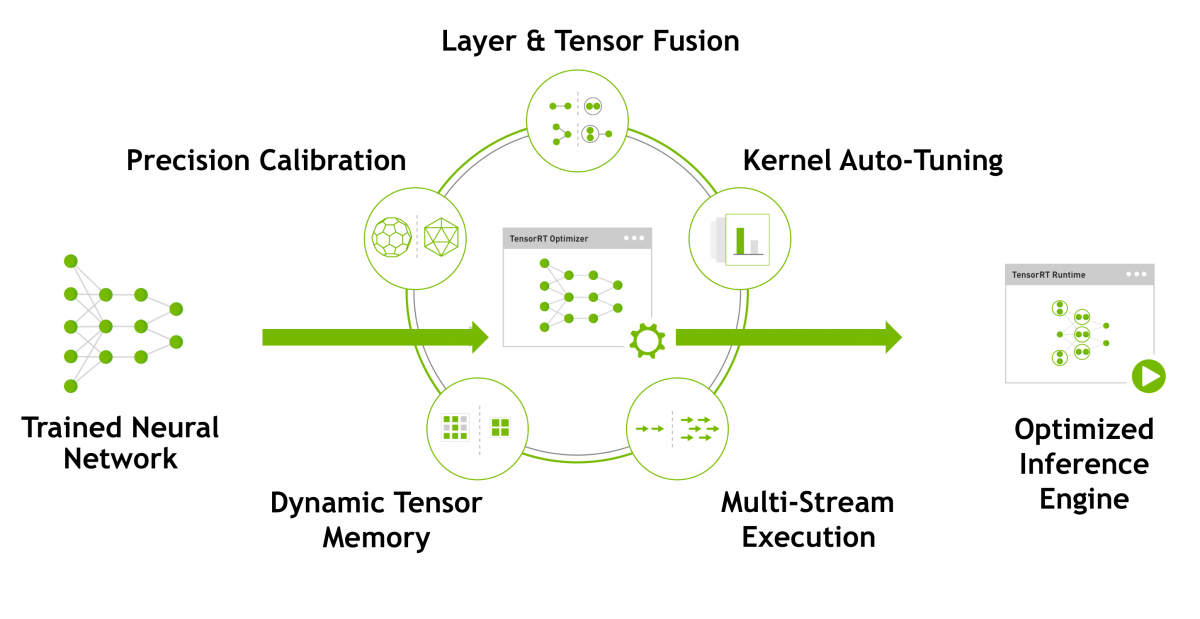 Layer & Tensor Fusion
Precision Calibration
Kernel Auto-Tuning
TensorRT Optimizer
TensorRT Runtime
Trained Neural
Network
Optimized
Inference
Engine
Dynamic Tensor
Memory
Multi-Stream
Execution